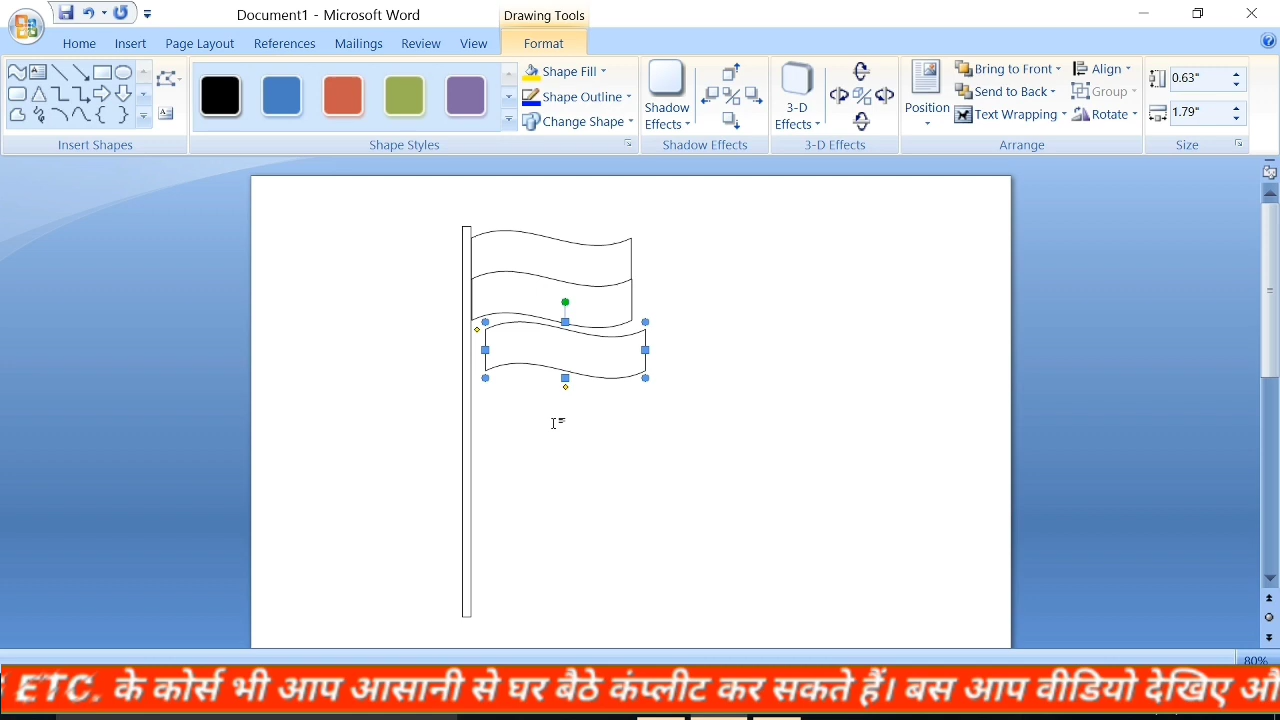 Document1 - Microsoft Word
Drawing Tools
Home Insert Page Layout References Mailings Review View Format
Shape Fill
Shape Outline
Change Shape
Shadow Effects
3-D Effects
Position
Bring to Front
Send to Back
Text Wrapping
Align
Group
Rotate
0.63"
1.79"
Insert Shapes Shape Styles Shadow Effects 3-D Effects Arrange Size
80%
ETC. के कोर्स भी आप आसानी से घर बैठे कंप्लीट कर सकते हैं। बस आप वीडियो देखिए औ